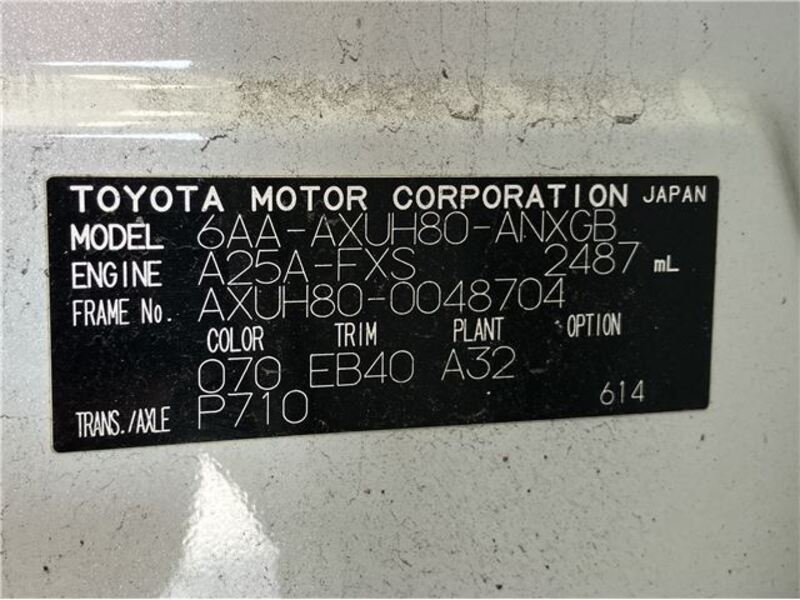 TOYOTA MOTOR CORPORATION JAPAN
MODEL 6AA-AXUH80-ANXGB
ENGINE A25A-FXS 2487 mL
FRAME No. AXUH80-0048704
COLOR TRIM PLANT OPTION
070 EB40 A32
TRANS./AXLE P710 614